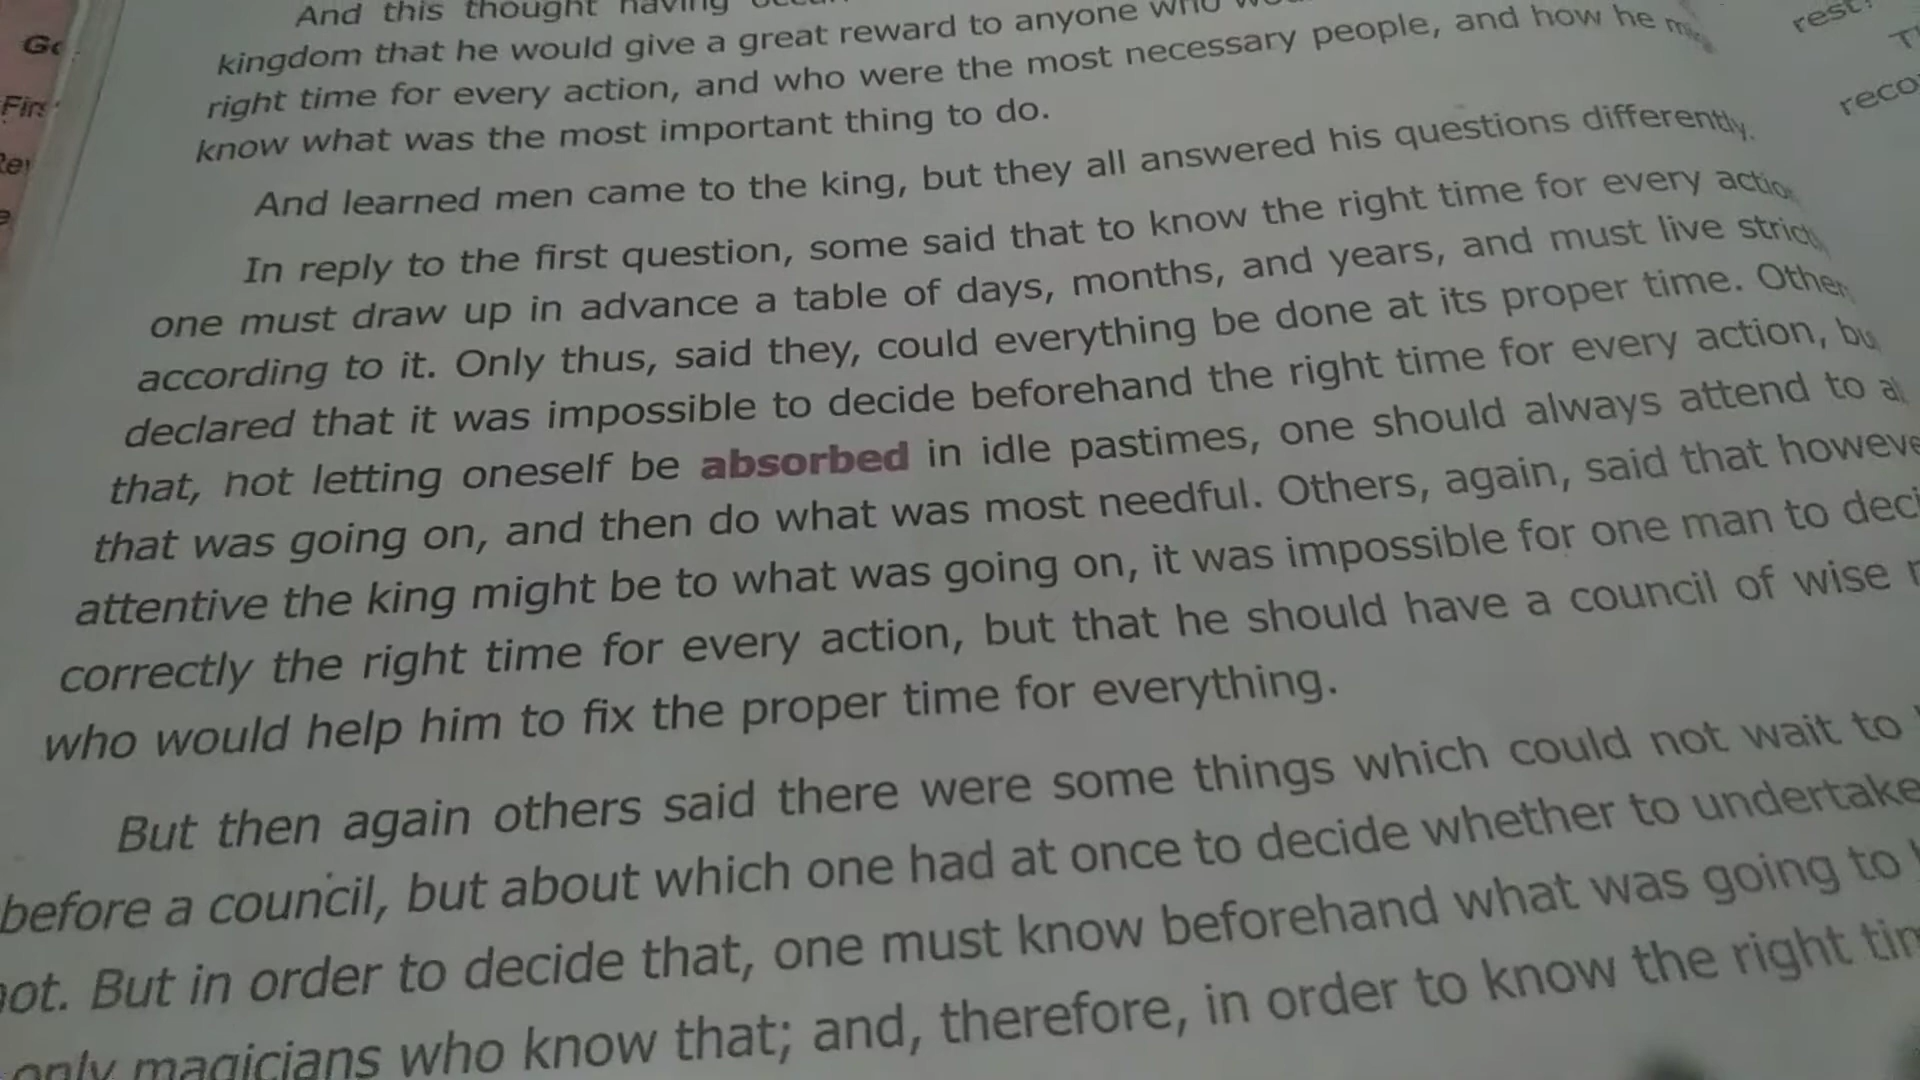 And this thought having
kingdom that he would give a great reward to anyone who
right time for every action, and who were the most necessary people, and how he
know what was the most important thing to do.
And learned men came to the king, but they all answered his questions differently.
In reply to the first question, some said that to know the right time for every
one must draw up in advance a table of days, months, and years, and must live
according to it. Only thus, said they, could everything be done at its proper time.
declared that it was impossible to decide beforehand the right time for every action,
that, not letting oneself be absorbed in idle pastimes, one should always attend to
that was going on, and then do what was most needful. Others, again, said that
attentive the king might be to what was going on, it was impossible for one man to
correctly the right time for every action, but that he should have a council of wise
who would help him to fix the proper time for everything.
But then again others said there were some things which could not wait to
before a council, but about which one had at once to decide whether to undertake
But in order to decide that, one must know beforehand what was going to
only magicians who know that; and, therefore, in order to know the right